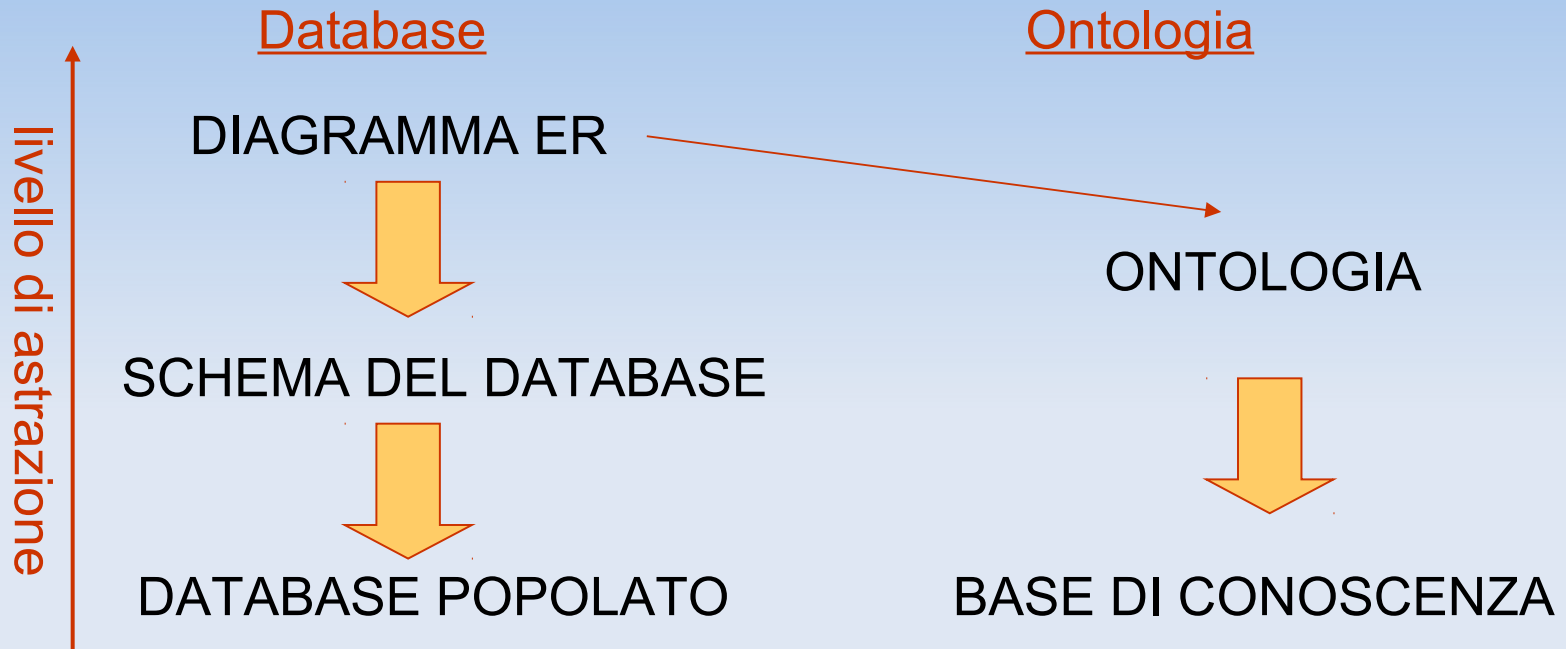 Database
Ontologia
livello di astrazione
DIAGRAMMA ER
ONTOLOGIA
SCHEMA DEL DATABASE
DATABASE POPOLATO
BASE DI CONOSCENZA